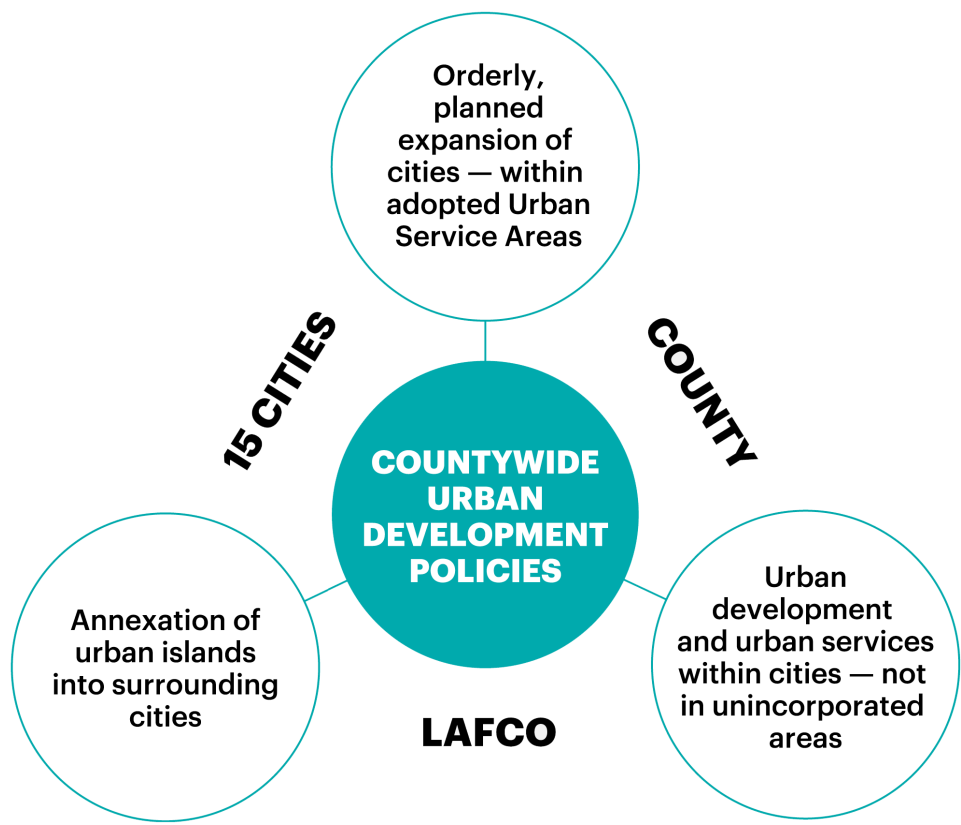 Orderly,
planned
expansion of
cities — within
adopted Urban
Service Areas
15 CITIES
COUNTY
COUNTYWIDE
URBAN
DEVELOPMENT
POLICIES
Annexation of
urban islands
into surrounding
cities
Urban
development
and urban services
within cities — not
in unincorporated
areas
LAFCO